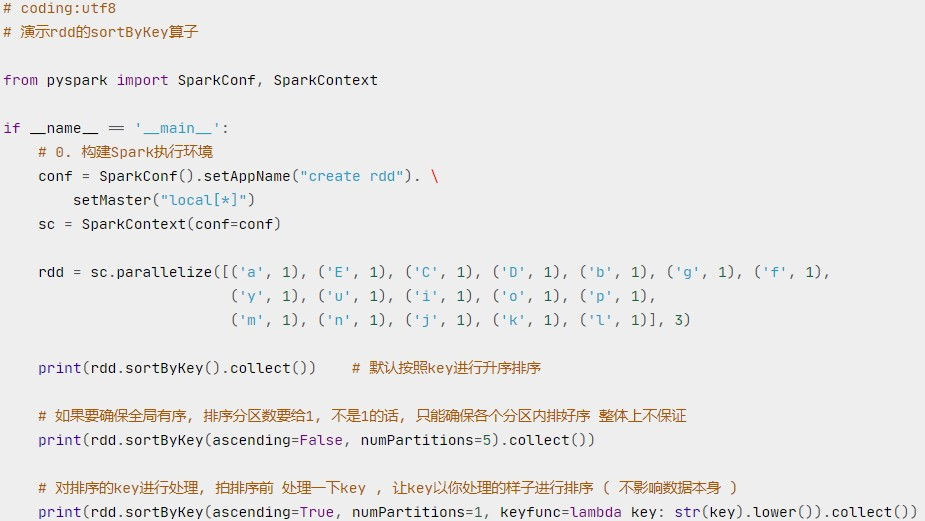 # coding:utf8
# 演示rdd的sortByKey算子
from pyspark import SparkConf, SparkContext
if __name__ == '__main__':
    # 0. 构建Spark执行环境
    conf = SparkConf().setAppName("create rdd"). \
        setMaster("local[*]")
    sc = SparkContext(conf=conf)
    rdd = sc.parallelize([('a', 1), ('E', 1), ('C', 1), ('D', 1), ('b', 1), ('g', 1), ('f', 1),
                          ('y', 1), ('u', 1), ('i', 1), ('o', 1), ('p', 1),
                          ('m', 1), ('n', 1), ('j', 1), ('k', 1), ('l', 1)], 3)
    print(rdd.sortByKey().collect())    # 默认按照key进行升序排序
    # 如果要确保全局有序, 排序分区数要给1, 不是1的话, 只能确保各个分区内排好序 整体上不保证
    print(rdd.sortByKey(ascending=False, numPartitions=5).collect())
    # 对排序的key进行处理, 拍排序前 处理一下key , 让key以你处理的样子进行排序 ( 不影响数据本身 )
    print(rdd.sortByKey(ascending=True, numPartitions=1, keyfunc=lambda key: str(key).lower()).collect())